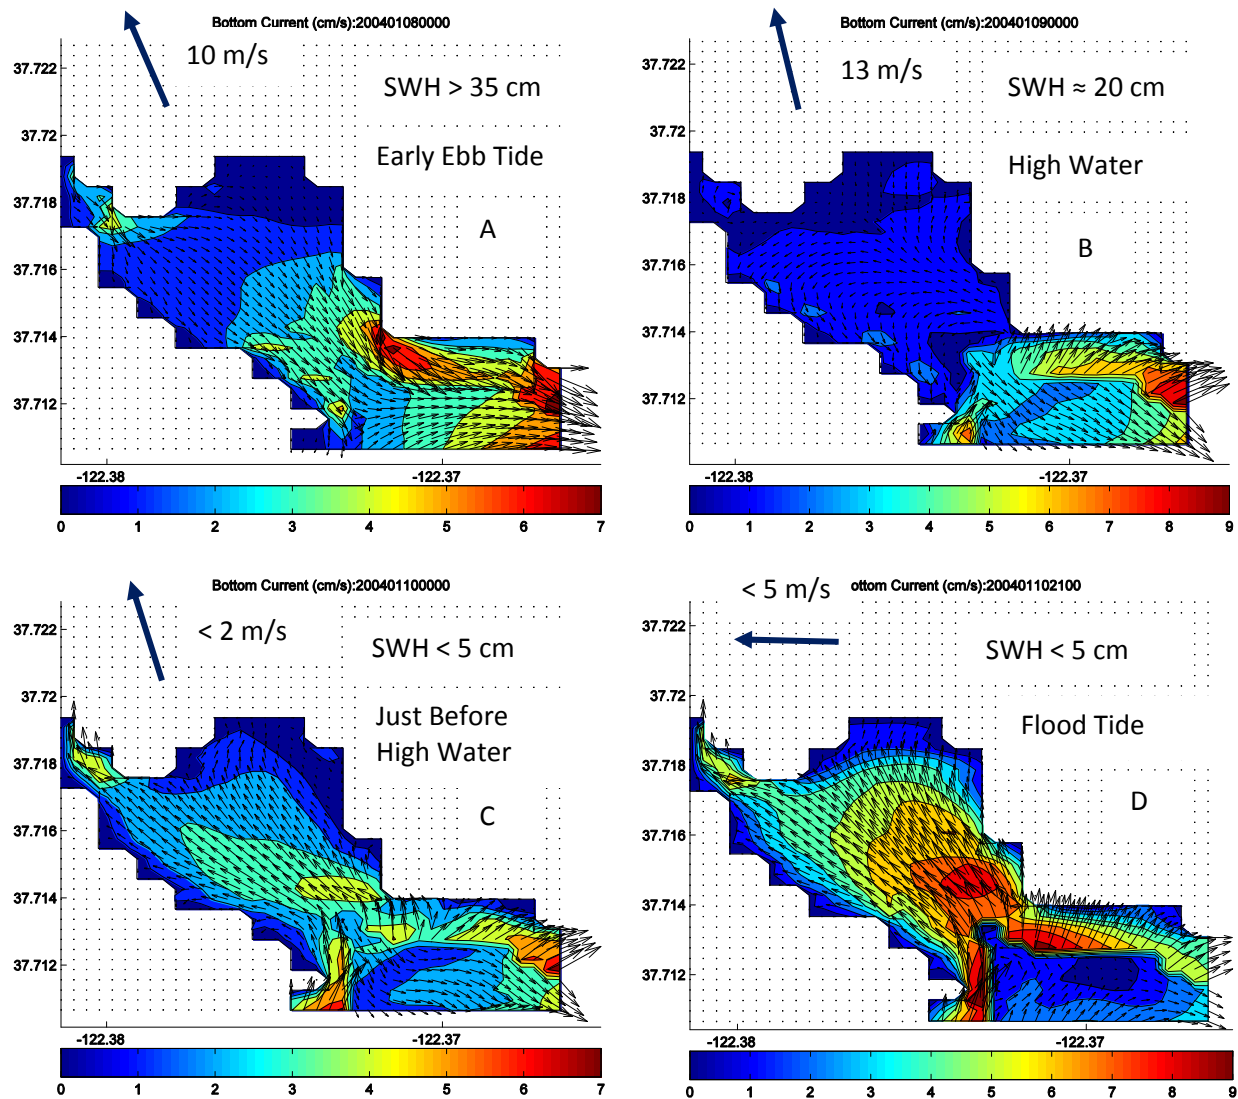 Bottom Current (cm/s):200401080000
10 m/s
SWH > 35 cm
Early Ebb Tide
A
37.722
37.72
37.718
37.716
37.714
37.712
-122.38
-122.37
0 1 2 3 4 5 6 7
Bottom Current (cm/s):200401090000
13 m/s
SWH ≈ 20 cm
High Water
B
37.722
37.72
37.718
37.716
37.714
37.712
-122.38
-122.37
0 1 2 3 4 5 6 7 8 9
Bottom Current (cm/s):200401100000
< 2 m/s
SWH < 5 cm
Just Before
High Water
C
37.722
37.72
37.718
37.716
37.714
37.712
-122.38
-122.37
0 1 2 3 4 5 6 7
< 5 m/s
ottom Current (cm/s):200401102100
SWH < 5 cm
Flood Tide
D
37.722
37.72
37.718
37.716
37.714
37.712
-122.38
-122.37
0 1 2 3 4 5 6 7 8 9